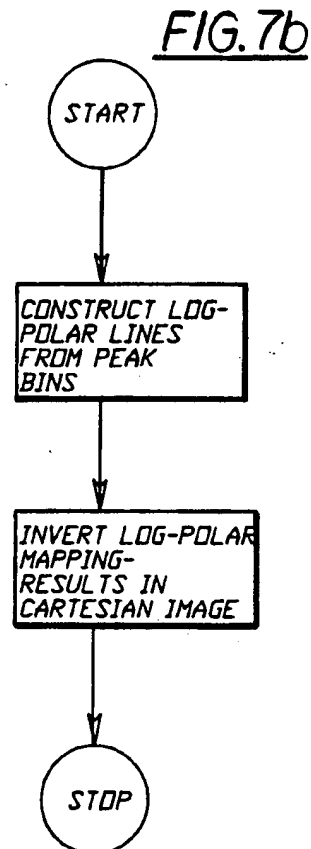 FIG. 7b
START
CONSTRUCT LOG-
POLAR LINES
FROM PEAK
BINS
INVERT LOG-POLAR
MAPPING-
RESULTS IN
CARTESIAN IMAGE
STOP